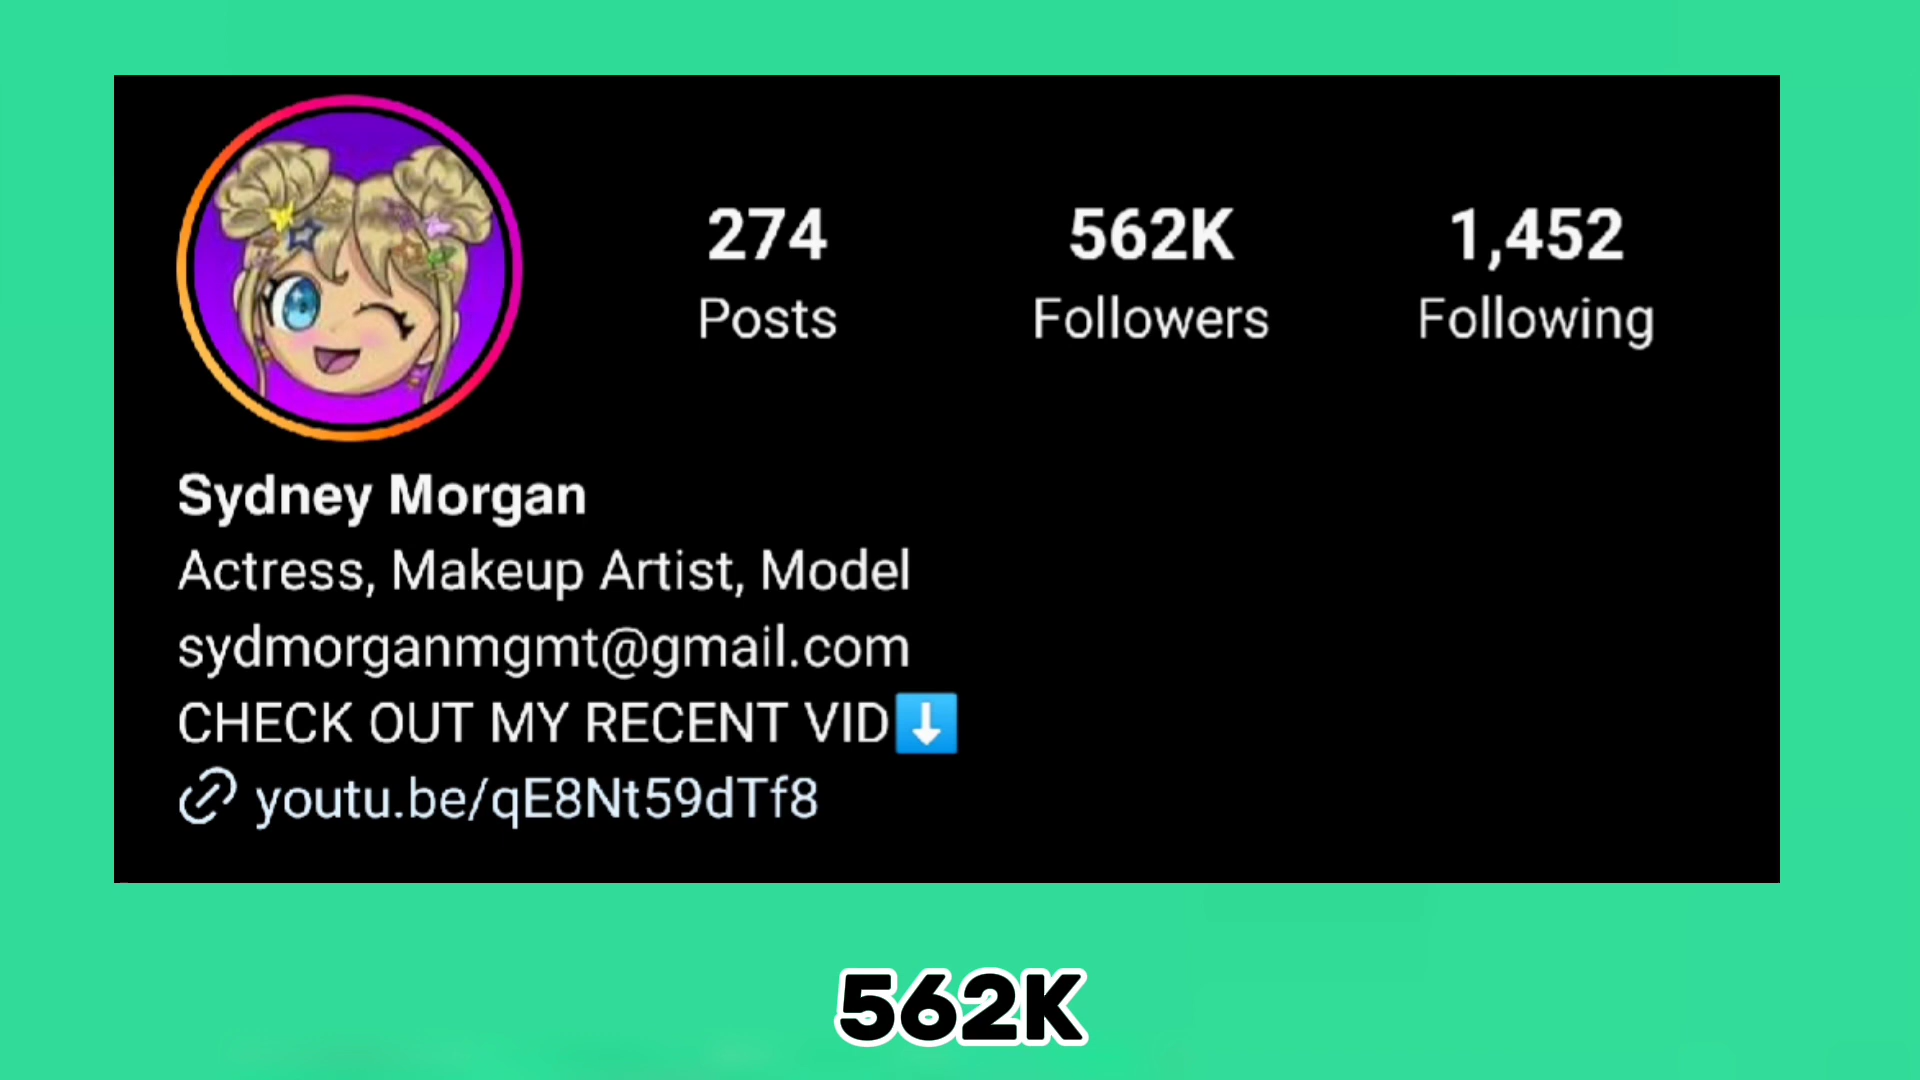 274 562K 1,452
Posts Followers Following
Sydney Morgan
Actress, Makeup Artist, Model
sydmorganmgmt@gmail.com
CHECK OUT MY RECENT VID⬇️
youtu.be/qE8Nt59dTf8
562K